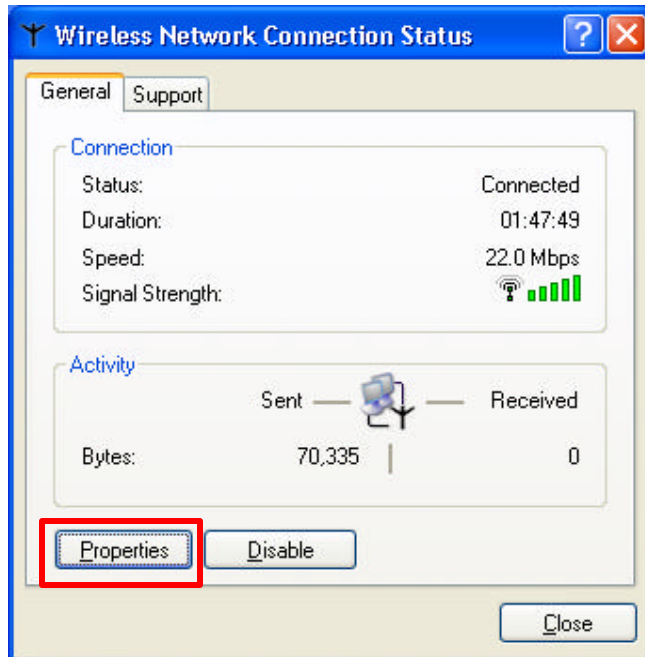 Wireless Network Connection Status
General Support
Connection
Status: Connected
Duration: 01:47:49
Speed: 22.0 Mbps
Signal Strength:
Activity
Sent Received
Bytes: 70,335 0
Properties Disable
Close